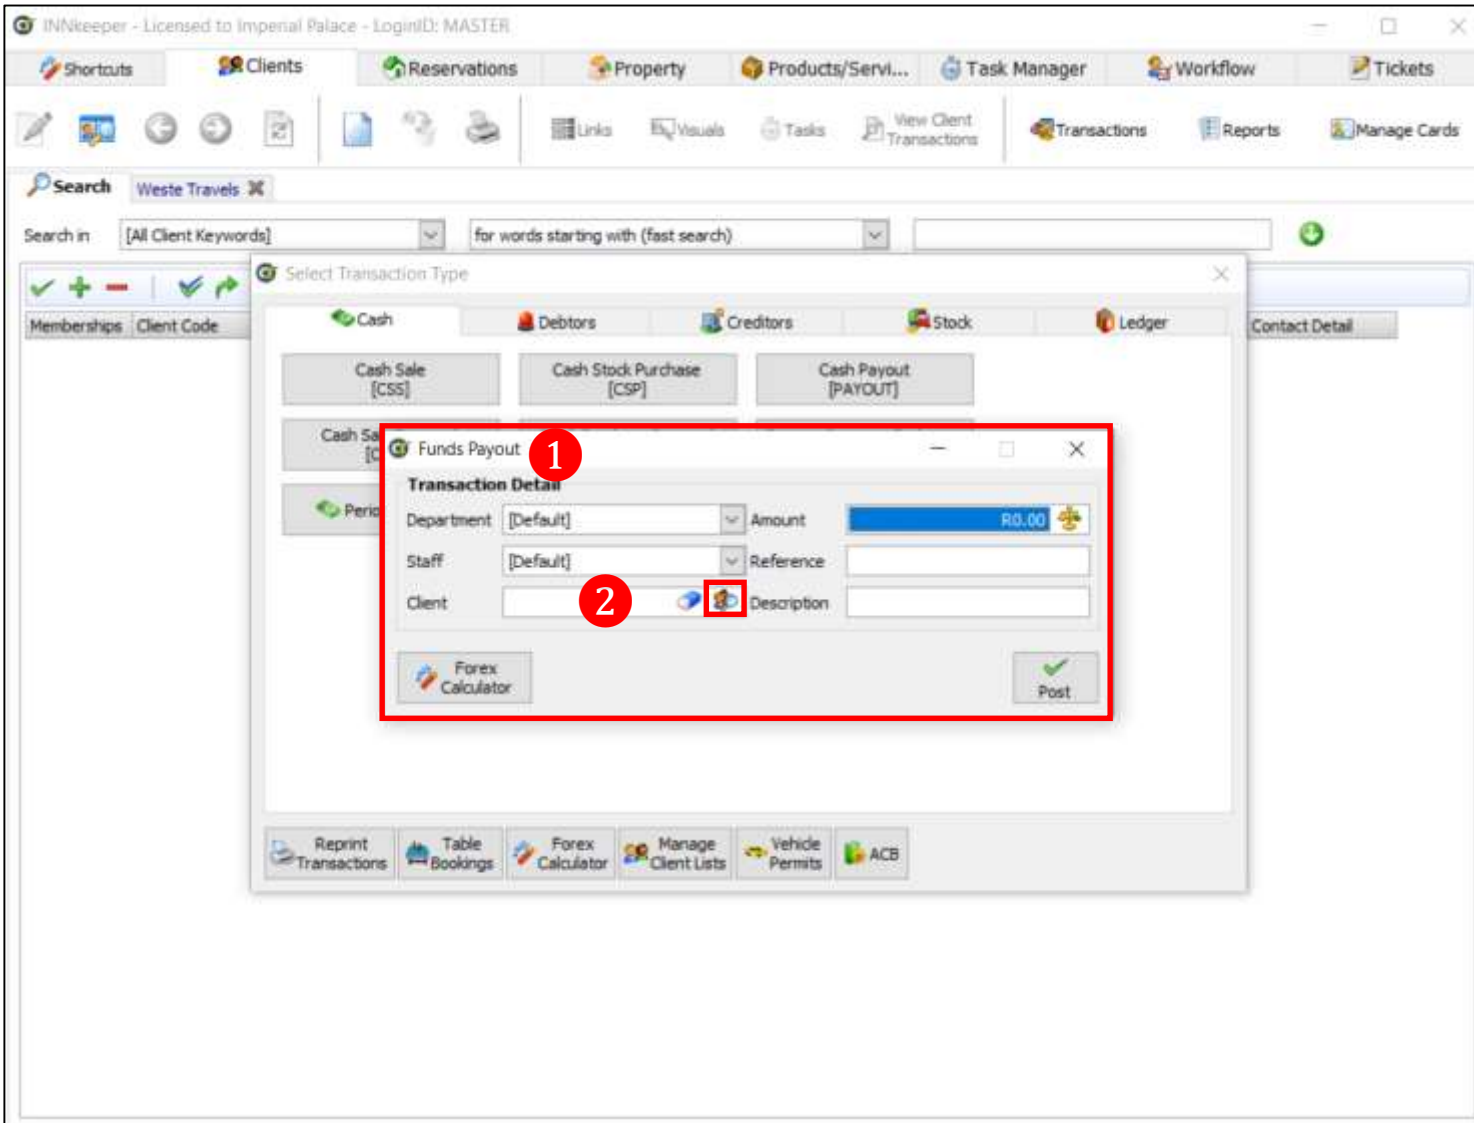 INNkeeper - Licensed to Imperial Palace - LoginID: MASTER
Shortcuts Clients Reservations Property Products/Servi... Task Manager Workflow Tickets
Links Visuals Tasks View Client Transactions Transactions Reports Manage Cards
Search Weste Travels
Search in [All Client Keywords] for words starting with (fast search)
Select Transaction Type
Memberships Client Code Contact Detail
Cash Debtors Creditors Stock Ledger
Cash Sale Cash Stock Purchase Cash Payout
[CSS] [CSP] [PAYOUT]
Cash Sa
Funds Payout 1
Transaction Detail
Perio
Department [Default] Amount R0.00
Staff [Default] Reference
Client 2 Description
Forex
Calculator
Post
Reprint Table Forex Manage Vehicle
Transactions Bookings Calculator Client Lists Permits ACB